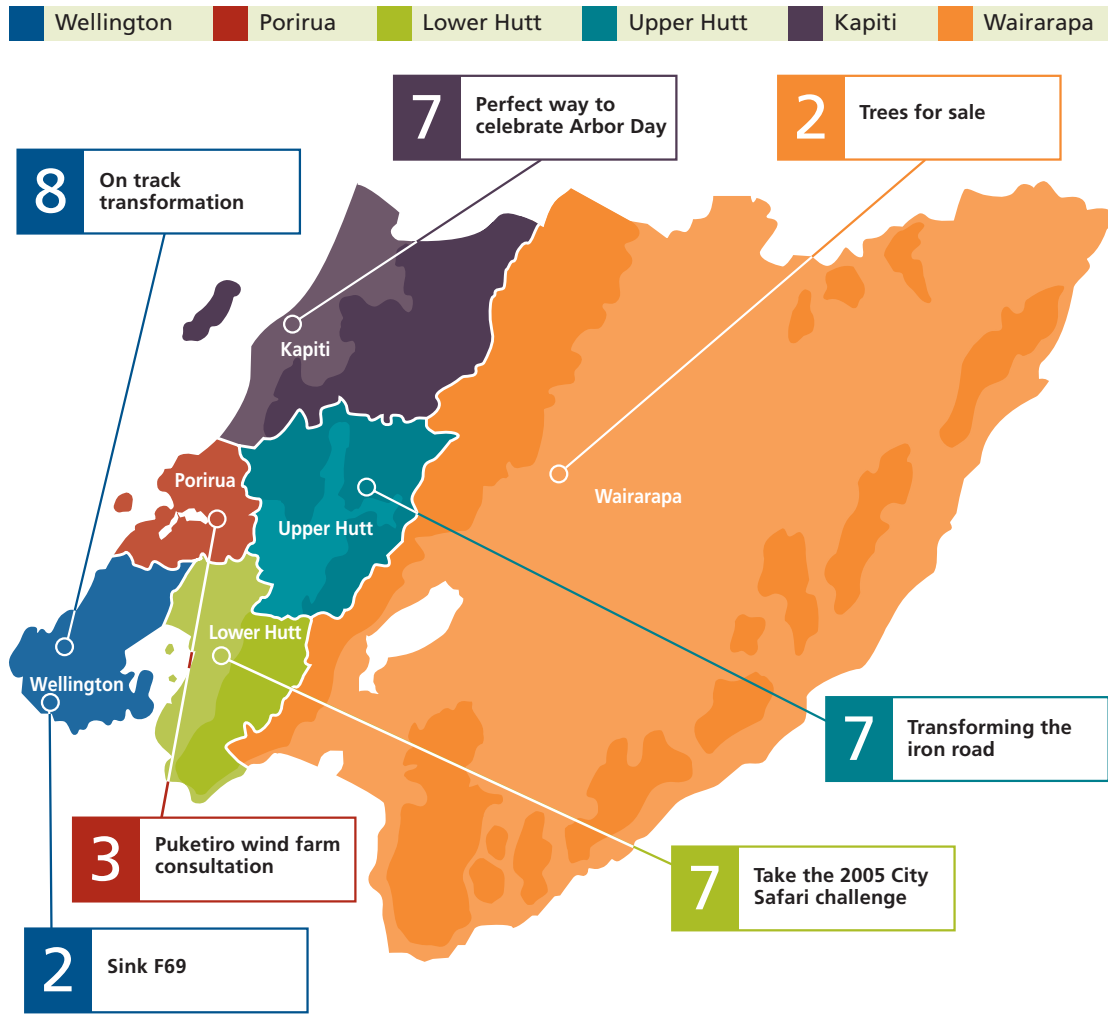 Wellington Porirua Lower Hutt Upper Hutt Kapiti Wairarapa
7
Perfect way to
celebrate Arbor Day
2
Trees for sale
8
On track
transformation
Kapiti
Porirua
Wairarapa
Upper Hutt
Lower Hutt
Wellington
7
Transforming the
iron road
3
Puketiro wind farm
consultation
7
Take the 2005 City
Safari challenge
2
Sink F69